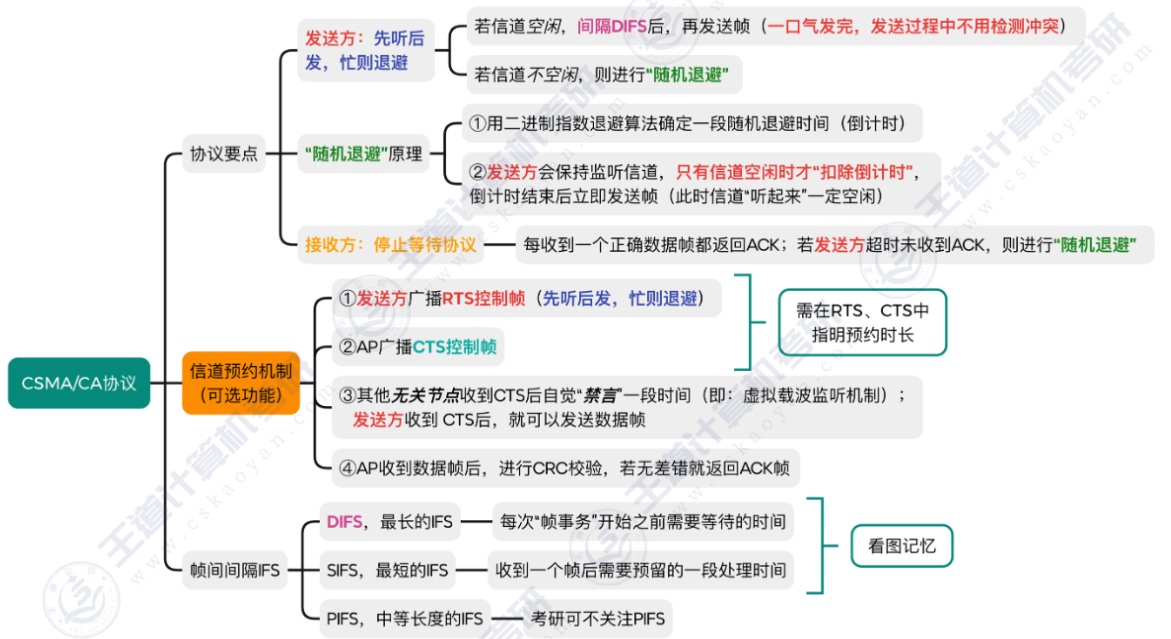 若信道空闲，间隔DIFS后，再发送帧（一口气发完，发送过程中不用检测冲突）
发送方：先听后
发，忙则退避
若信道不空闲，则进行“随机退避”
①用二进制指数退避算法确定一段随机退避时间（倒计时）
协议要点
“随机退避”原理
②发送方会保持监听信道，只有信道空闲时才“扣除倒计时”，
倒计时结束后立即发送帧（此时信道“听起来”一定空闲）
接收方：停止等待协议
每收到一个正确数据帧都返回ACK；若发送方超时未收到ACK，则进行“随机退避”
①发送方广播RTS控制帧（先听后发，忙则退避）
需在RTS、CTS中
指明预约时长
②AP广播CTS控制帧
CSMA/CA协议
信道预约机制
（可选功能）
③其他无关节点收到CTS后自觉“禁言”一段时间（即：虚拟载波监听机制）；
发送方收到 CTS后，就可以发送数据帧
④AP收到数据帧后，进行CRC校验，若无差错就返回ACK帧
DIFS，最长的IFS
每次“帧事务”开始之前需要等待的时间
看图记忆
帧间间隔IFS
SIFS，最短的IFS
收到一个帧后需要预留的一段处理时间
PIFS，中等长度的IFS
考研可不关注PIFS
王道计算机考研
www.cskaoyan.com